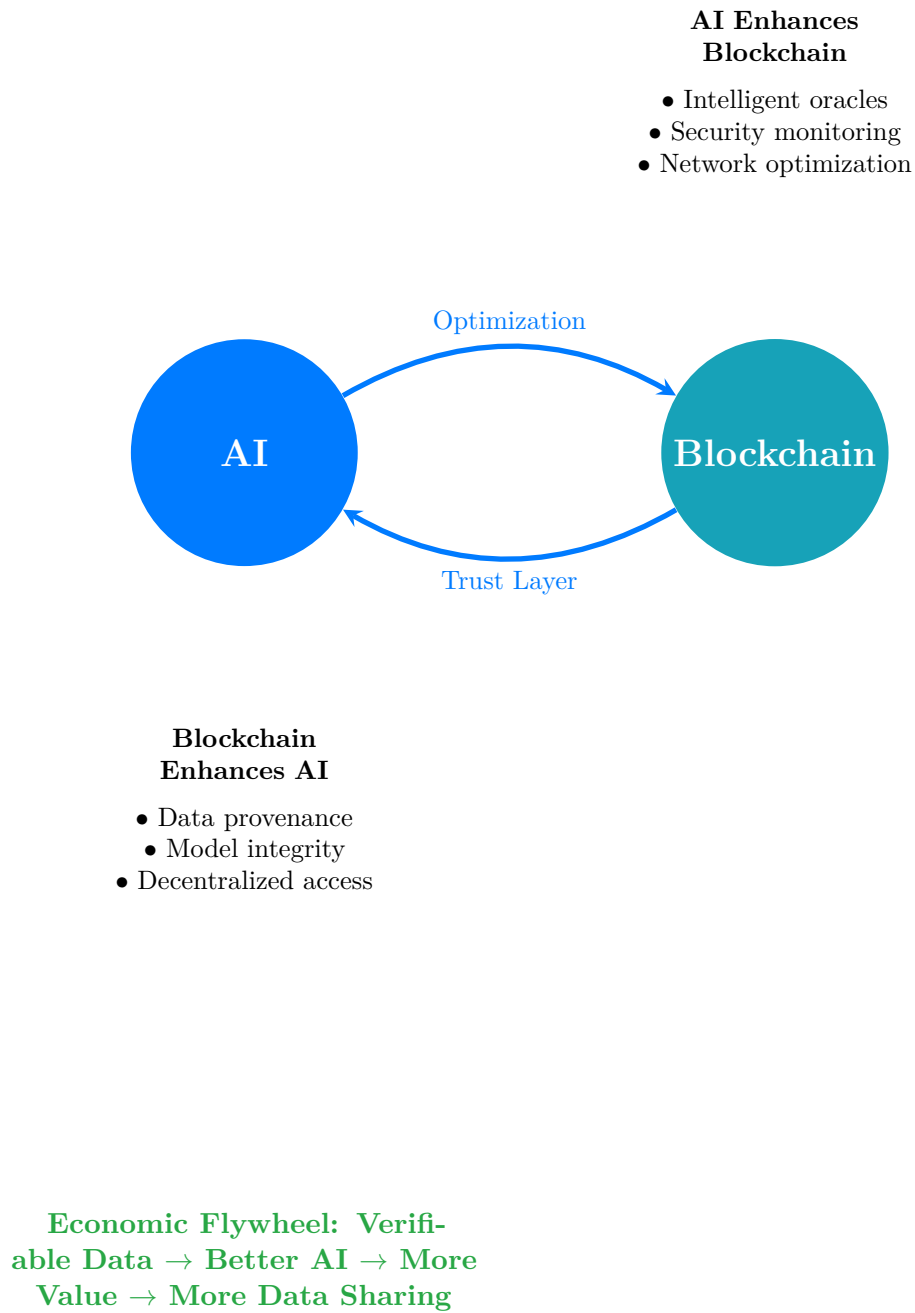 AI Enhances
Blockchain
• Intelligent oracles
• Security monitoring
• Network optimization
Optimization
AI
Blockchain
Trust Layer
Blockchain
Enhances AI
• Data provenance
• Model integrity
• Decentralized access
Economic Flywheel: Verifi-
able Data → Better AI → More
Value → More Data Sharing